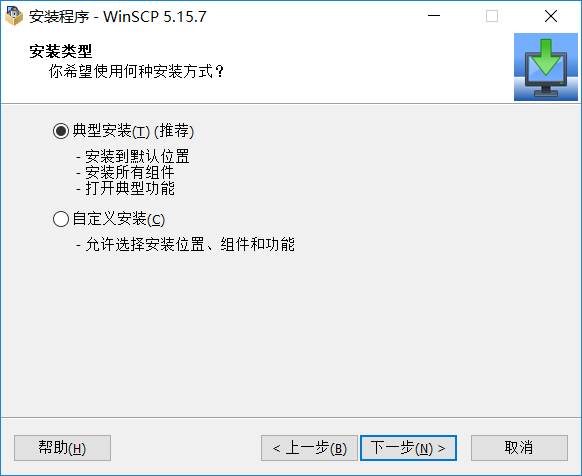 安装程序 - WinSCP 5.15.7
安装类型
你希望使用何种安装方式？
典型安装(T) (推荐)
- 安装到默认位置
- 安装所有组件
- 打开典型功能
自定义安装(C)
- 允许选择安装位置、组件和功能
帮助(H)
< 上一步(B)
下一步(N) >
取消